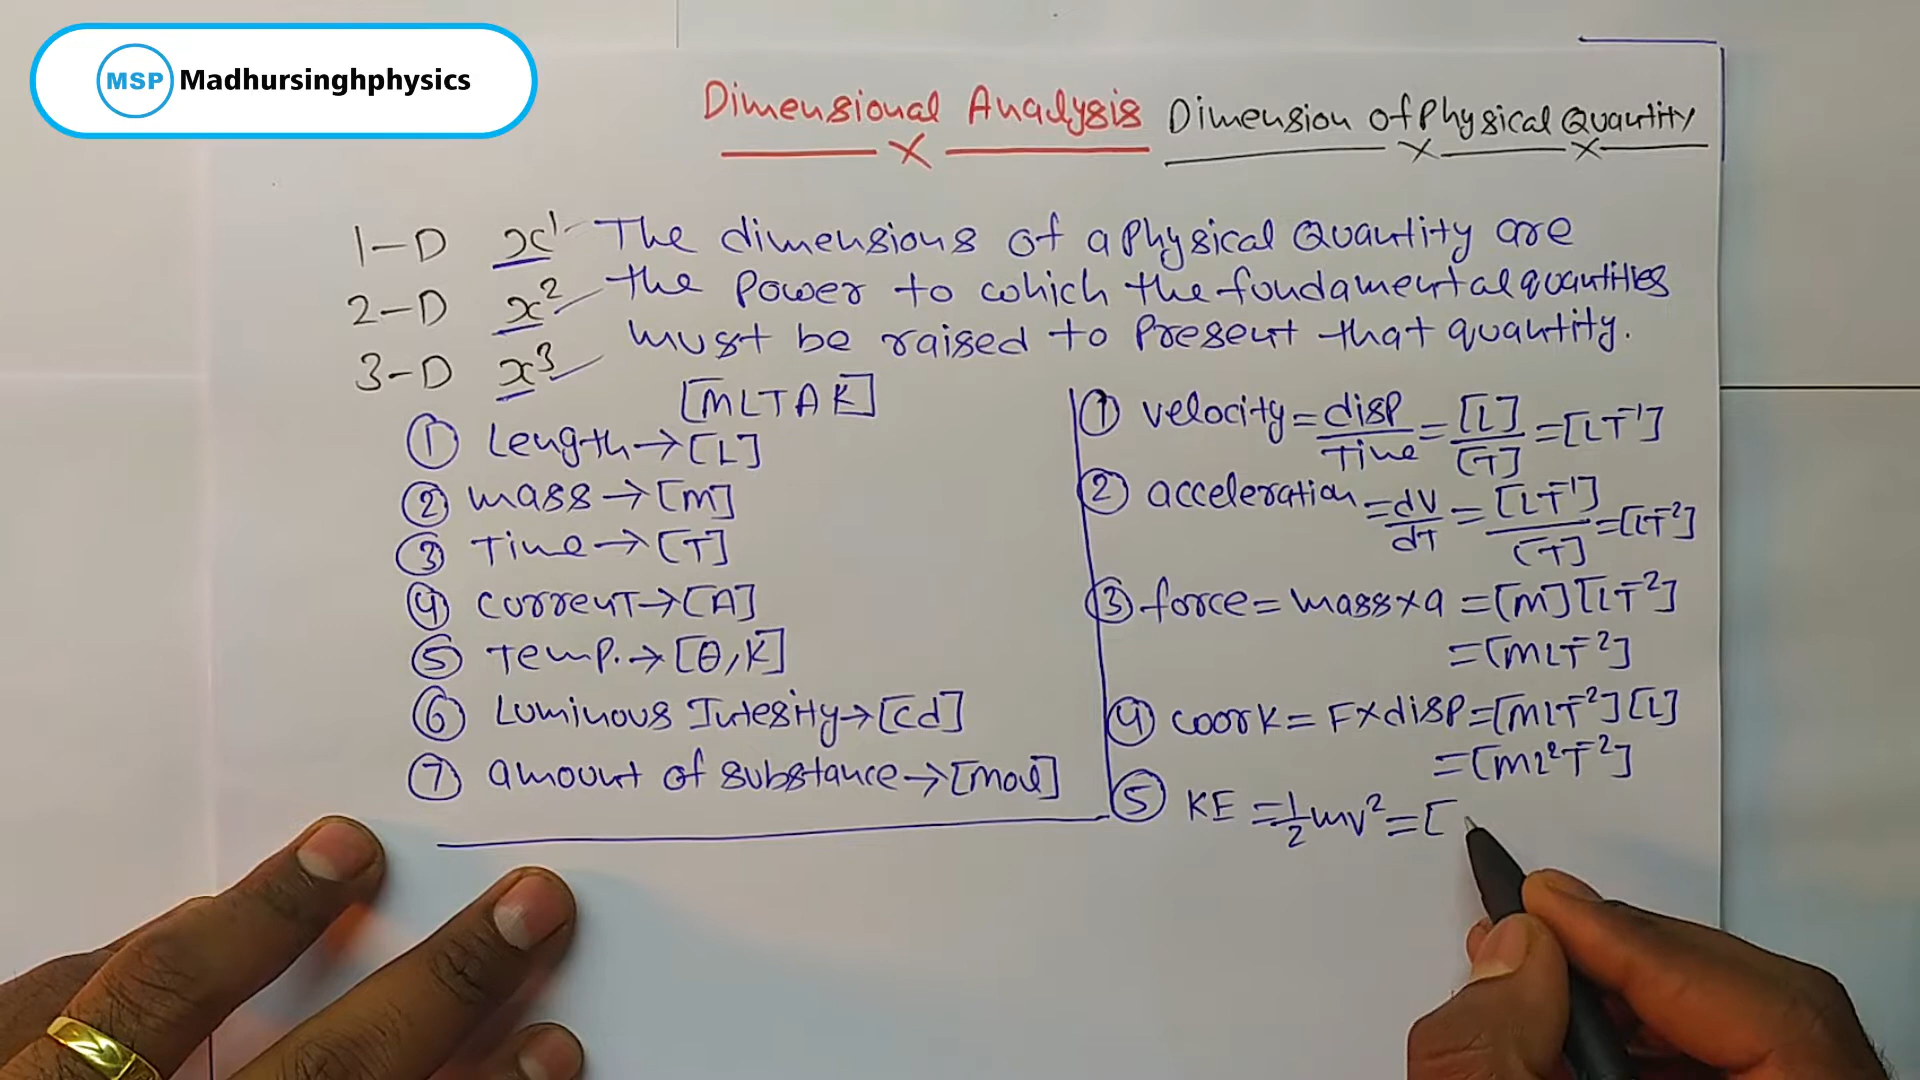 MSP Madhursinghphysics
Dimensional Analysis
Dimension of Physical Quantity
1-D x¹
2-D x²
3-D x³
The dimensions of a Physical Quantity are
the power to which the fundamental quantities
must be raised to Present that quantity.
[MLTAK]
① Length→[L]
② mass→[M]
③ Time→[T]
④ current→[A]
⑤ Temp.→[θ,K]
⑥ Luminous Intesity→[Cd]
⑦ amount of substance→[mol]
① velocity = disp/Time = [L]/[T] = [LT⁻¹]
② acceleration = dV/dT = [LT⁻¹]/[T] = [LT⁻²]
③ force = mass×a = [M][LT⁻²]
= [MLT⁻²]
④ work = F×disp = [MLT⁻²][L]
= [ML²T⁻²]
⑤ KE = 1/2 mv² = [